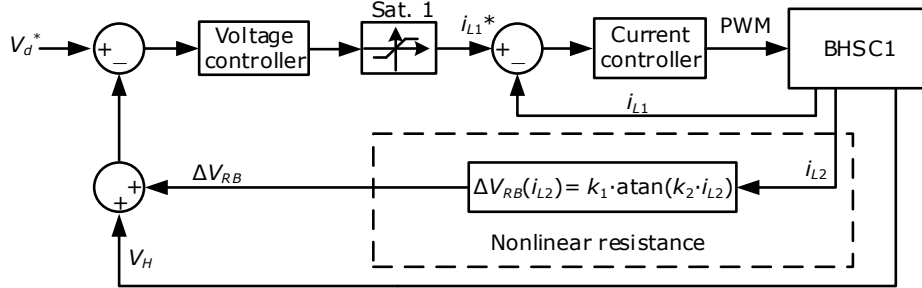 Sat. 1
V_d* + − Voltage controller i_L1* + − Current controller PWM BHSC1
i_L1
ΔV_RB ΔV_RB(i_L2) = k_1·atan(k_2·i_L2) i_L2
+ +
V_H Nonlinear resistance